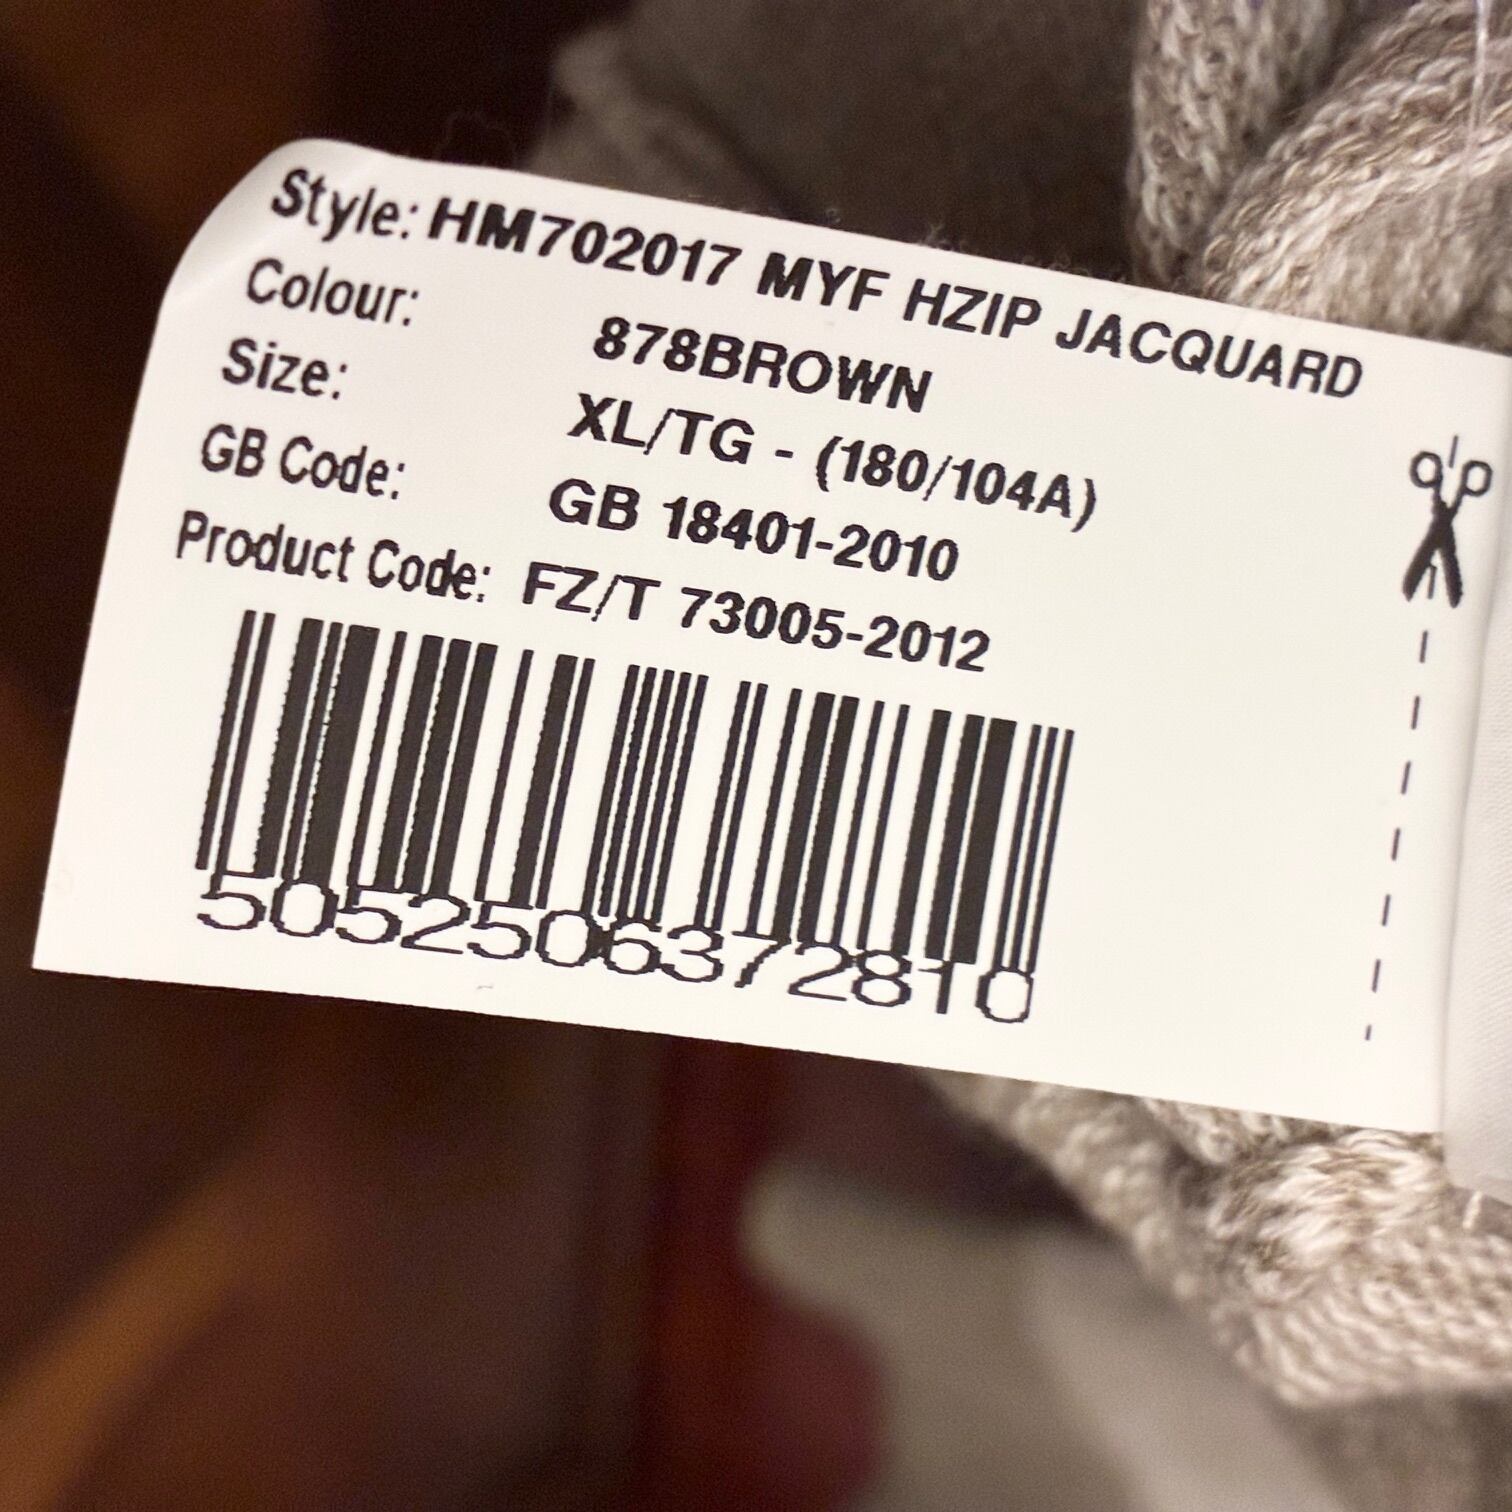 Style: HM702017 MYF HZIP JACQUARD
Colour: 878BROWN
Size: XL/TG - (180/104A)
GB Code: GB 18401-2010
Product Code: FZ/T 73005-2012
5052506372810